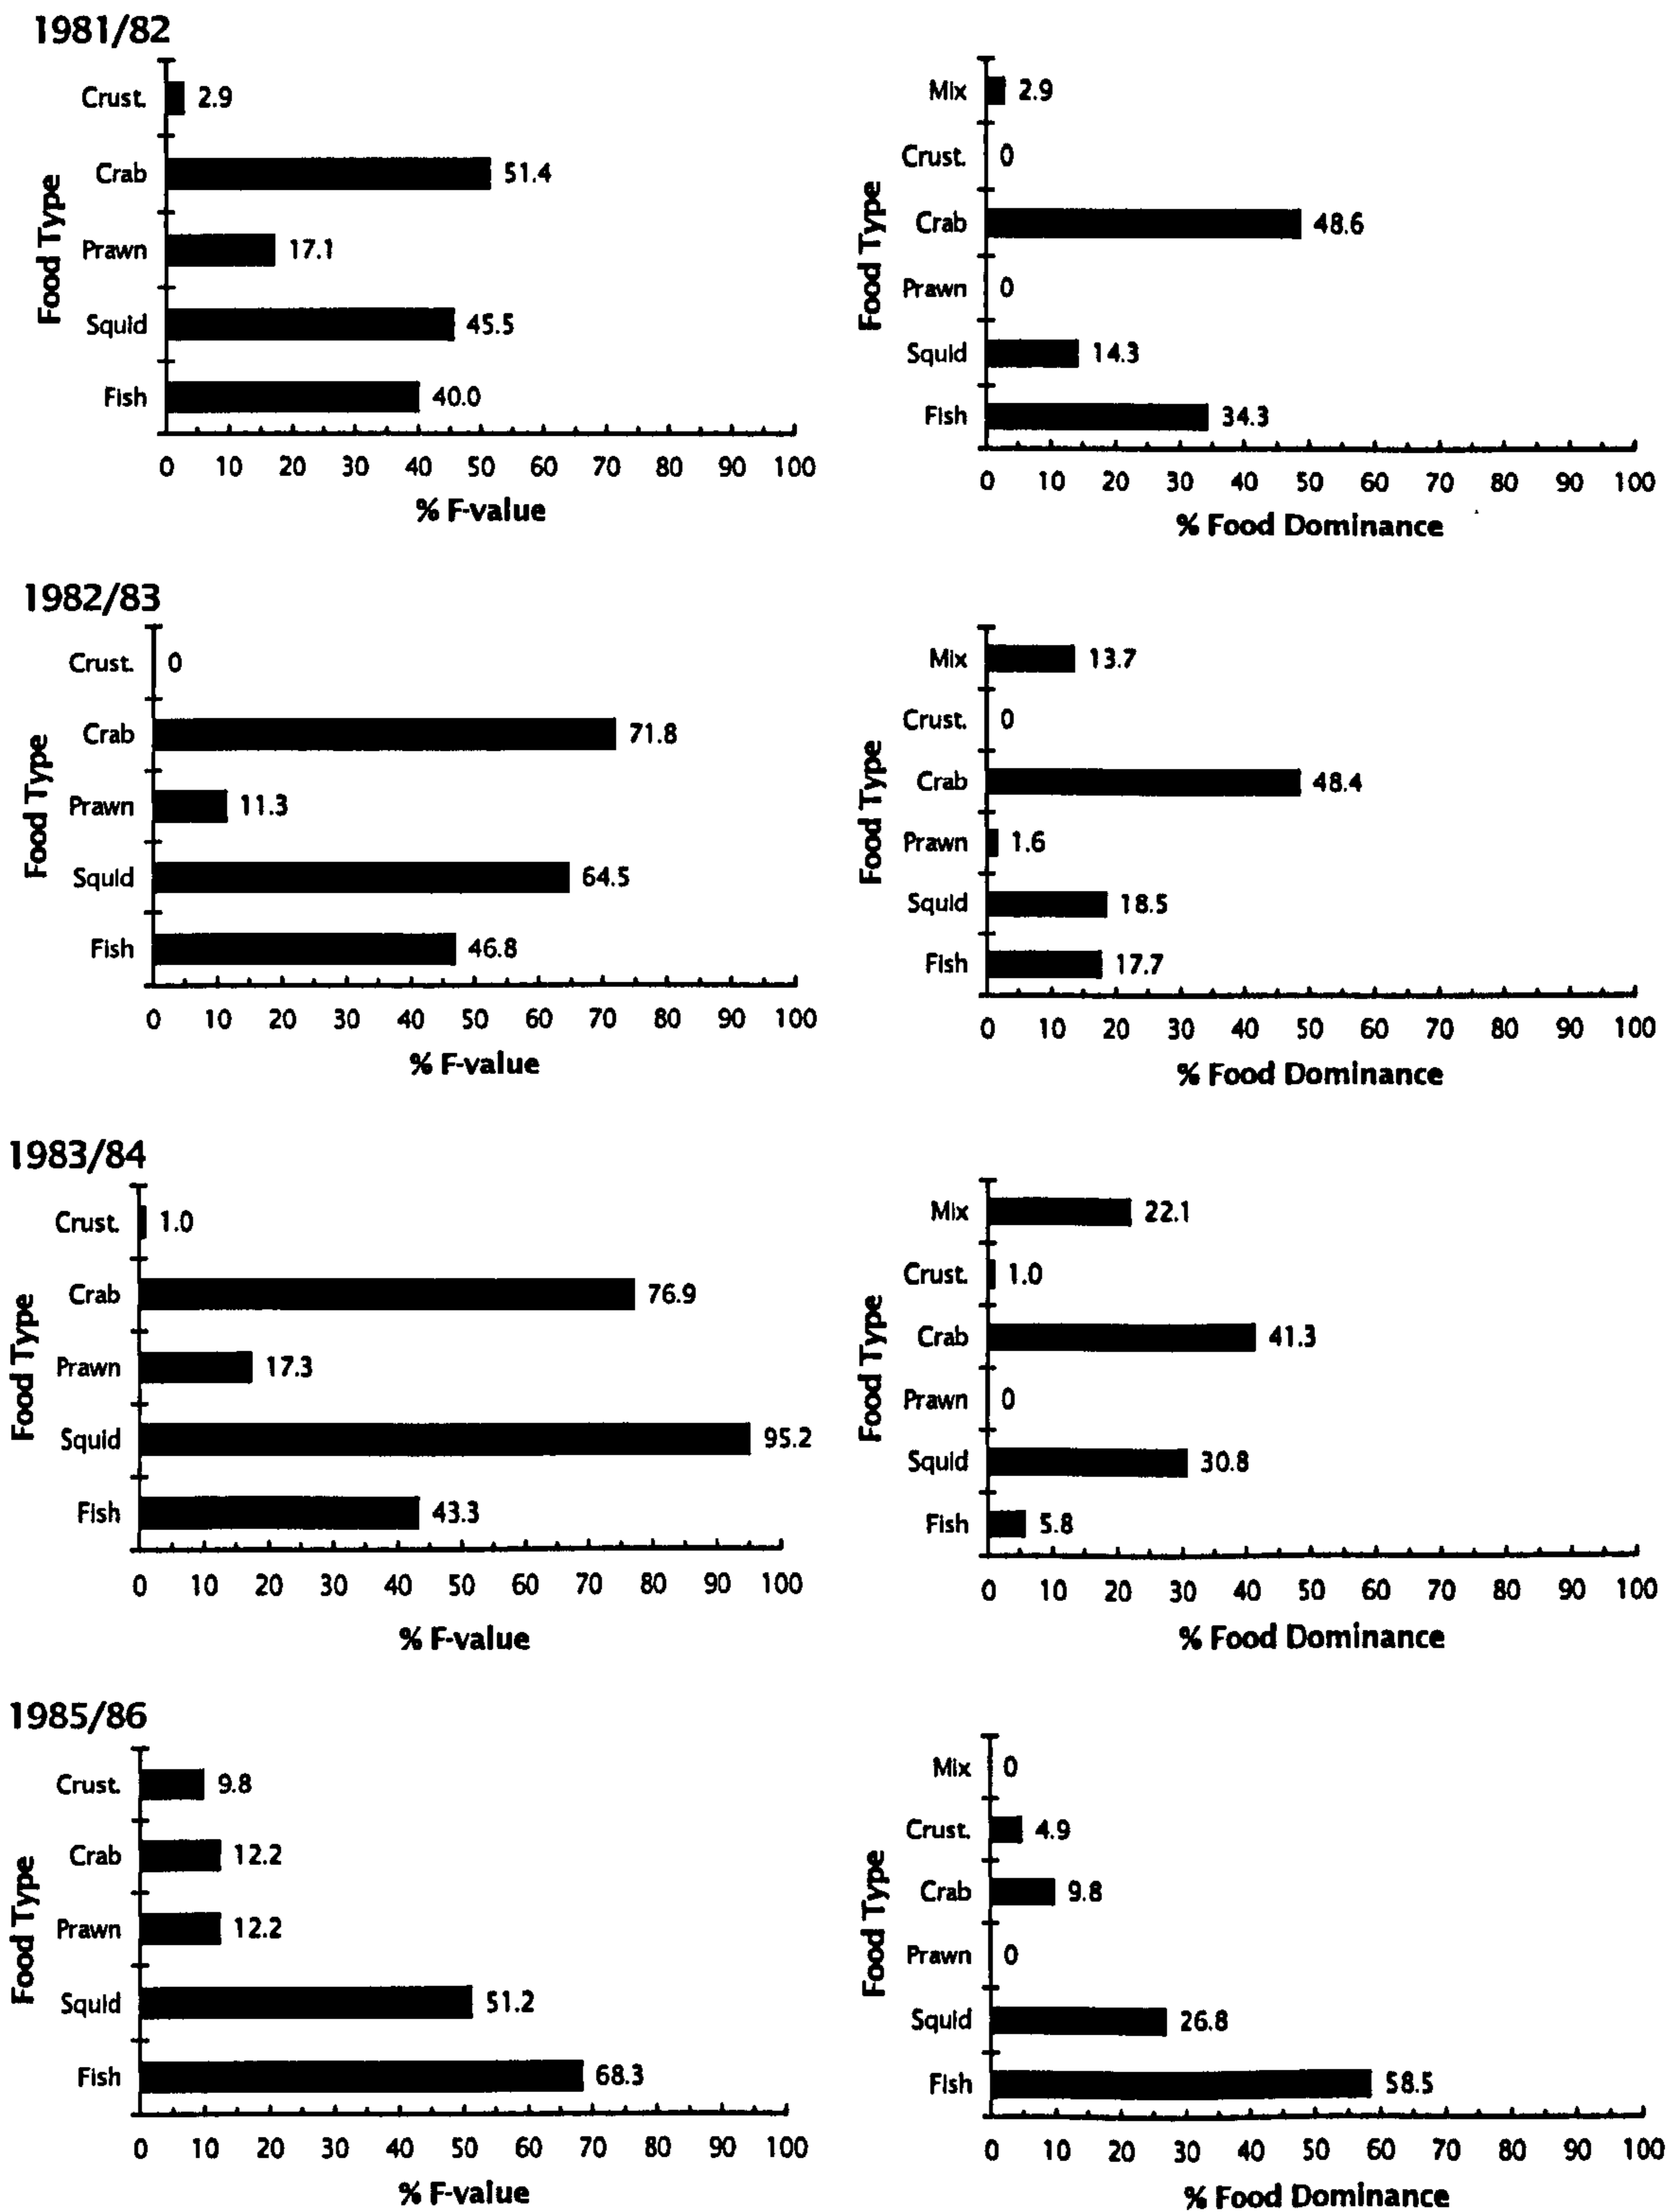 1981/82
Food Type
Crust. 2.9
Crab 51.4
Prawn 17.1
Squid 45.5
Fish 40.0
0 10 20 30 40 50 60 70 80 90 100
% F-value
Food Type
Mix 2.9
Crust. 0
Crab 48.6
Prawn 0
Squid 14.3
Fish 34.3
0 10 20 30 40 50 60 70 80 90 100
% Food Dominance
1982/83
Food Type
Crust. 0
Crab 71.8
Prawn 11.3
Squid 64.5
Fish 46.8
0 10 20 30 40 50 60 70 80 90 100
% F-value
Food Type
Mix 13.7
Crust. 0
Crab 48.4
Prawn 1.6
Squid 18.5
Fish 17.7
0 10 20 30 40 50 60 70 80 90 100
% Food Dominance
1983/84
Food Type
Crust. 1.0
Crab 76.9
Prawn 17.3
Squid 95.2
Fish 43.3
0 10 20 30 40 50 60 70 80 90 100
% F-value
Food Type
Mix 22.1
Crust. 1.0
Crab 41.3
Prawn 0
Squid 30.8
Fish 5.8
0 10 20 30 40 50 60 70 80 90 100
% Food Dominance
1985/86
Food Type
Crust. 9.8
Crab 12.2
Prawn 12.2
Squid 51.2
Fish 68.3
0 10 20 30 40 50 60 70 80 90 100
% F-value
Food Type
Mix 0
Crust. 4.9
Crab 9.8
Prawn 0
Squid 26.8
Fish 58.5
0 10 20 30 40 50 60 70 80 90 100
% Food Dominance